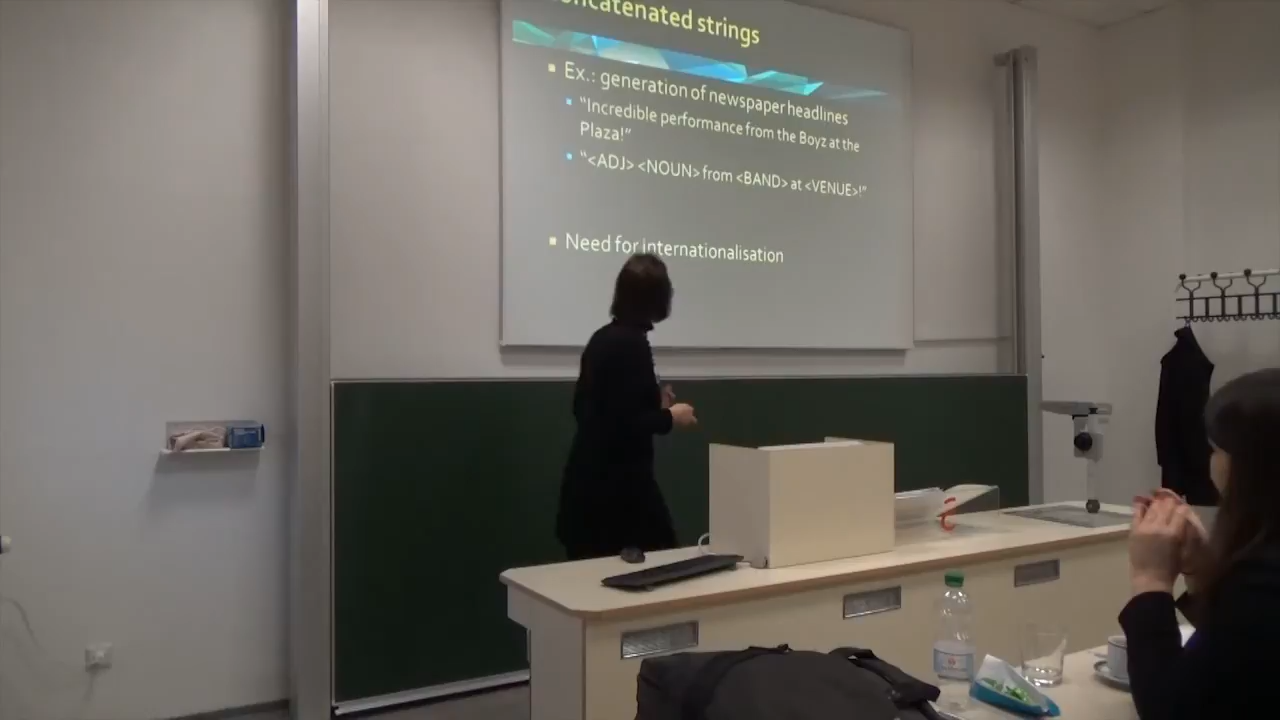 oncatenated strings
Ex.: generation of newspaper headlines
"Incredible performance from the Boyz at the
Plaza!"
"<ADJ> <NOUN> from <BAND> at <VENUE>!"
Need for internationalisation